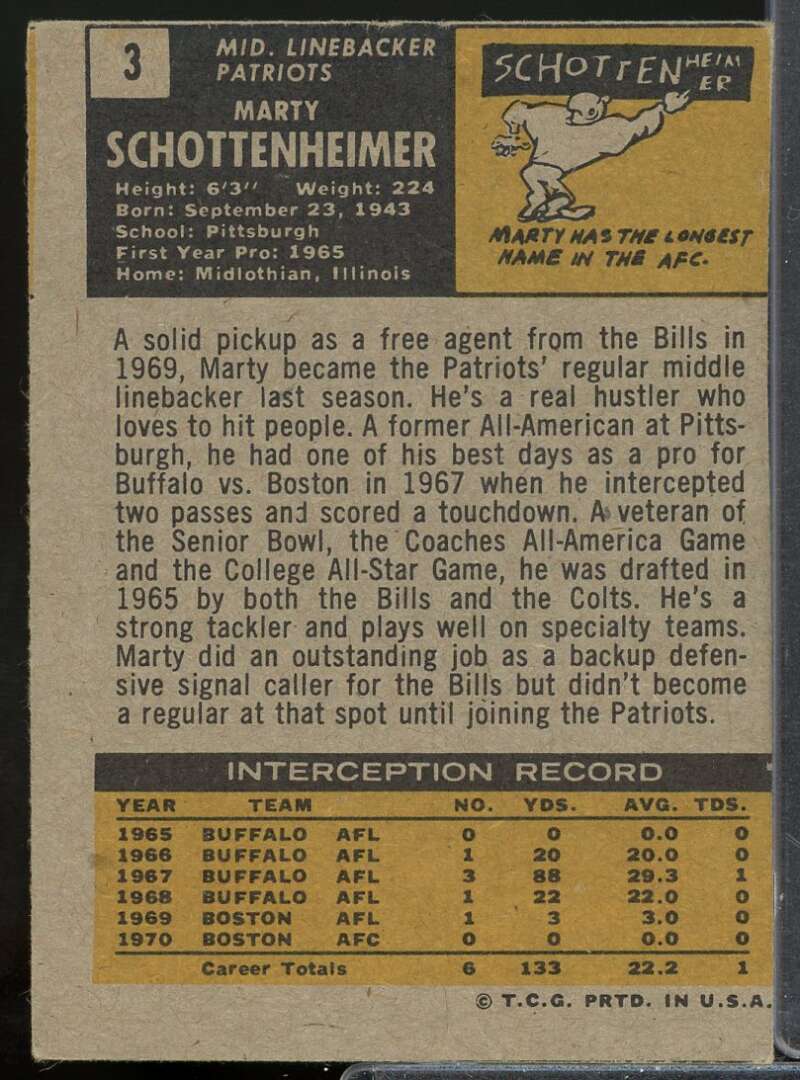 3
MID. LINEBACKER
PATRIOTS
MARTY
SCHOTTENHEIMER
Height: 6'3" Weight: 224
Born: September 23, 1943
School: Pittsburgh
First Year Pro: 1965
Home: Midlothian, Illinois
SCHOTTENHEIM
ER
MARTY HAS THE LONGEST
NAME IN THE AFC.
A solid pickup as a free agent from the Bills in
1969, Marty became the Patriots' regular middle
linebacker last season. He's a real hustler who
loves to hit people. A former All-American at Pitts-
burgh, he had one of his best days as a pro for
Buffalo vs. Boston in 1967 when he intercepted
two passes and scored a touchdown. A veteran of
the Senior Bowl, the Coaches All-America Game
and the College All-Star Game, he was drafted in
1965 by both the Bills and the Colts. He's a
strong tackler and plays well on specialty teams.
Marty did an outstanding job as a backup defen-
sive signal caller for the Bills but didn't become
a regular at that spot until joining the Patriots.
INTERCEPTION RECORD
YEAR TEAM NO. YDS. AVG. TDS.
1965 BUFFALO AFL 0 0 0.0 0
1966 BUFFALO AFL 1 20 20.0 0
1967 BUFFALO AFL 3 88 29.3 1
1968 BUFFALO AFL 1 22 22.0 0
1969 BOSTON AFL 1 3 3.0 0
1970 BOSTON AFC 0 0 0.0 0
Career Totals 6 133 22.2 1
© T.C.G. PRTD. IN U.S.A.